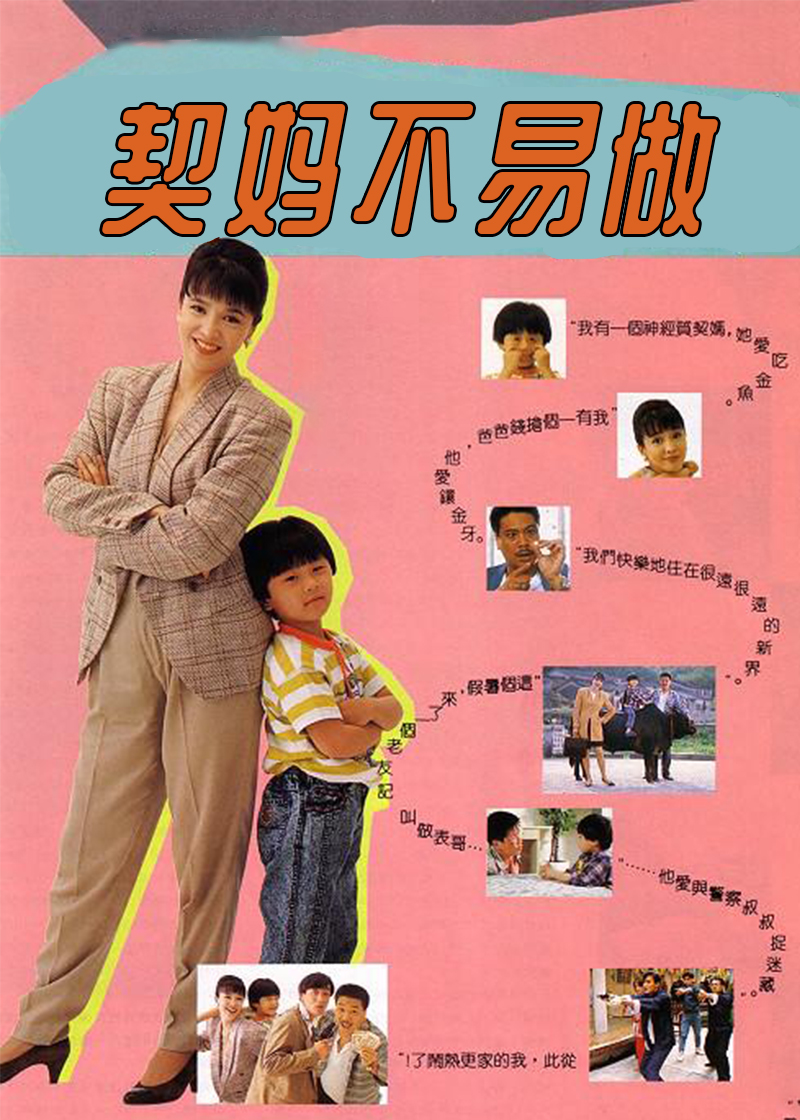 契妈不易做
"我有一個神經質契媽,她愛吃金魚。
"我有一個搶錢爸爸,他愛鑲金牙。
"我們快樂地住在很遠很遠的新界。"
"這個暑假,來了一個老友記叫做表哥……
"……他愛與警察叔叔捉迷藏。"
從此,我的家更熱鬧了!"